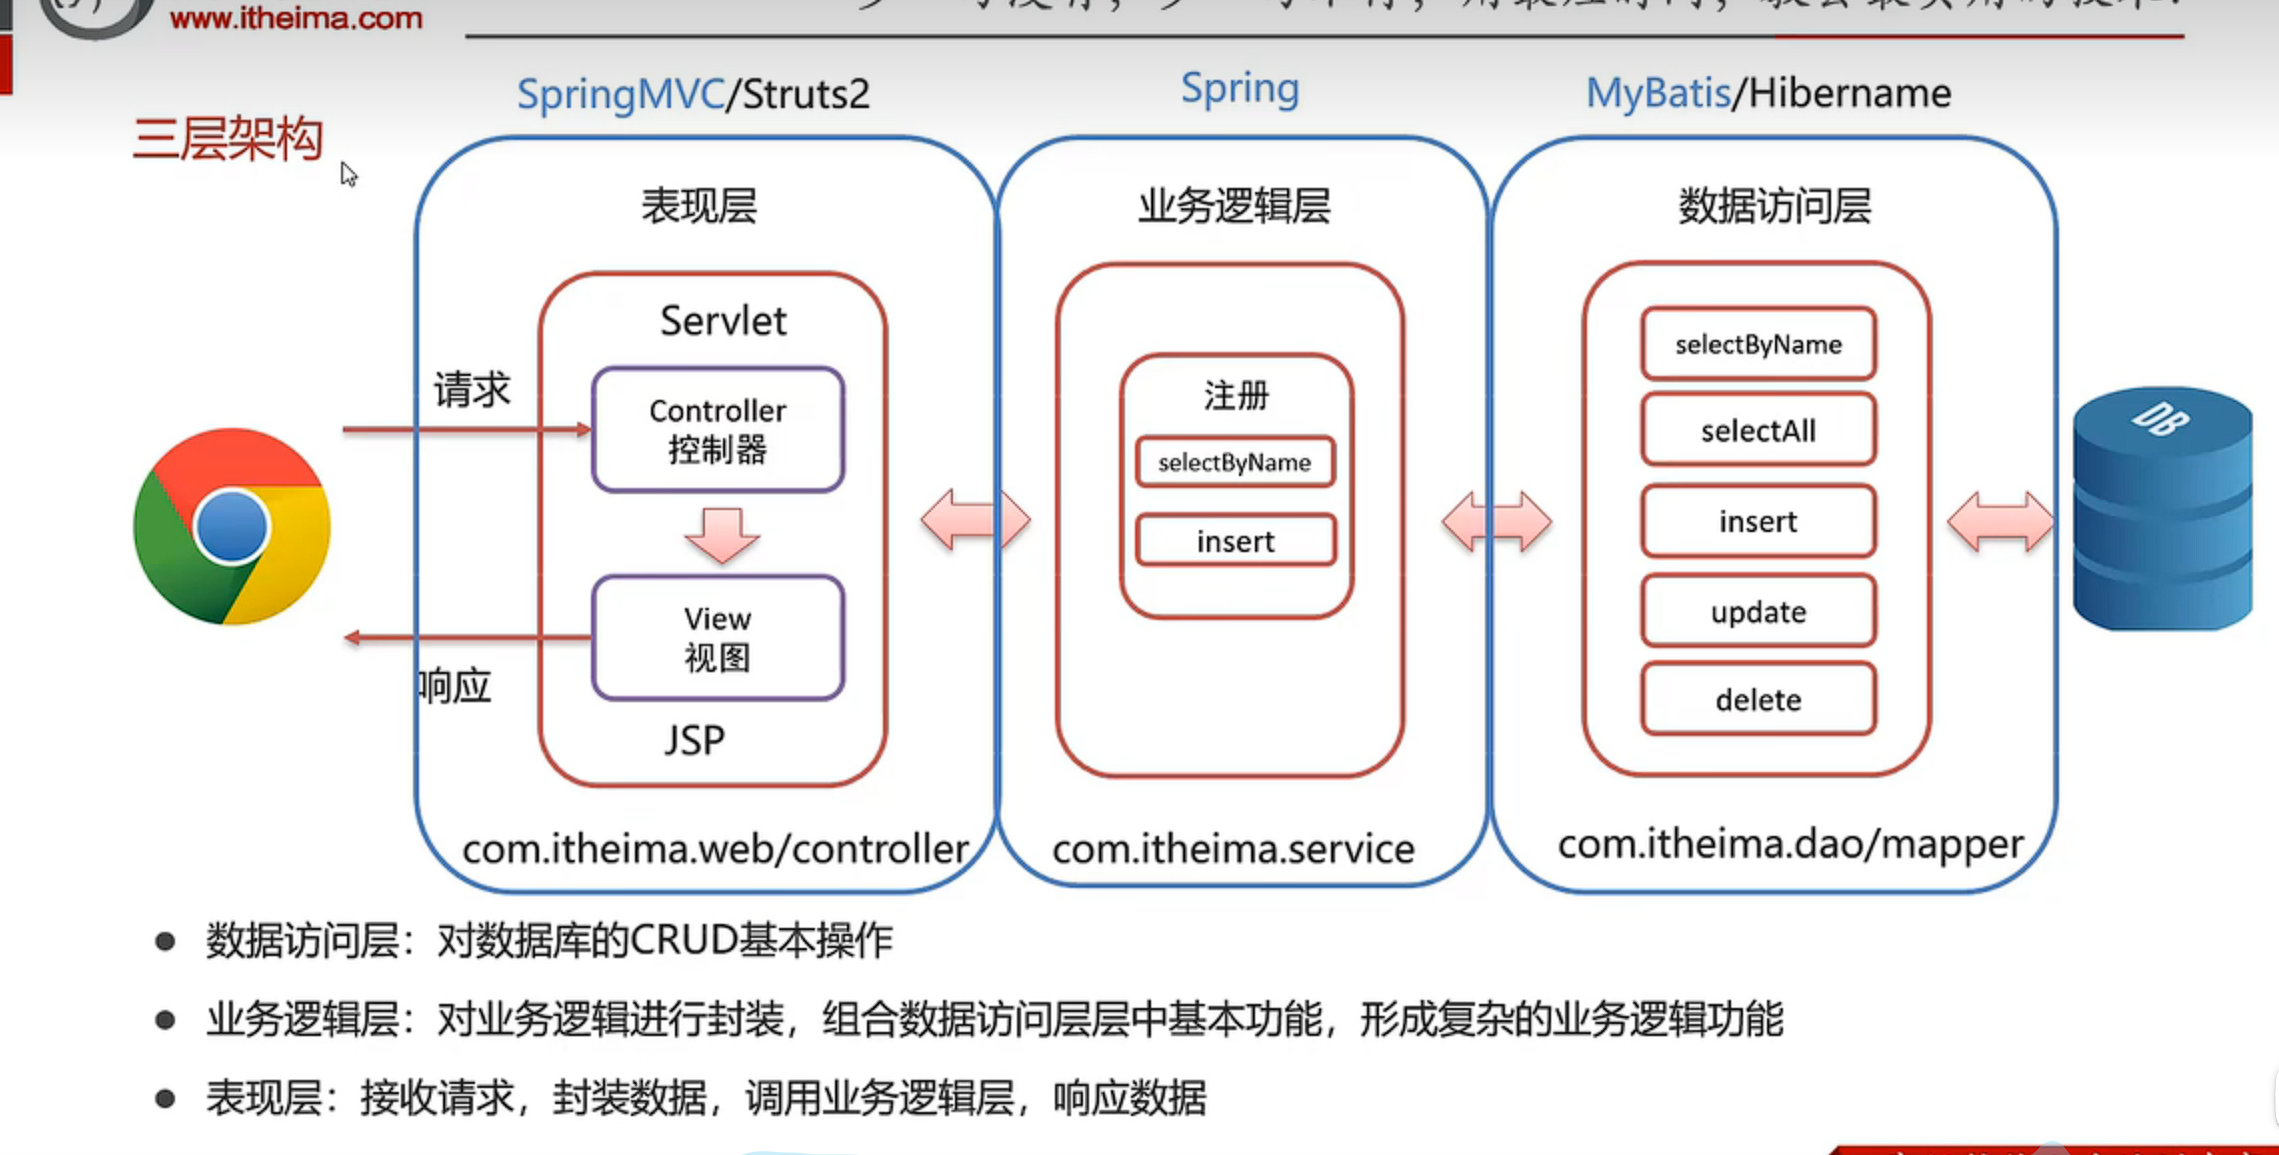 www.itheima.com
SpringMVC/Struts2
Spring
MyBatis/Hibername
三层架构
表现层
业务逻辑层
数据访问层
Servlet
请求
Controller
控制器
View
视图
响应
JSP
注册
selectByName
insert
selectByName
selectAll
insert
update
delete
DB
com.itheima.web/controller
com.itheima.service
com.itheima.dao/mapper
● 数据访问层：对数据库的CRUD基本操作
● 业务逻辑层：对业务逻辑进行封装，组合数据访问层层中基本功能，形成复杂的业务逻辑功能
● 表现层：接收请求，封装数据，调用业务逻辑层，响应数据